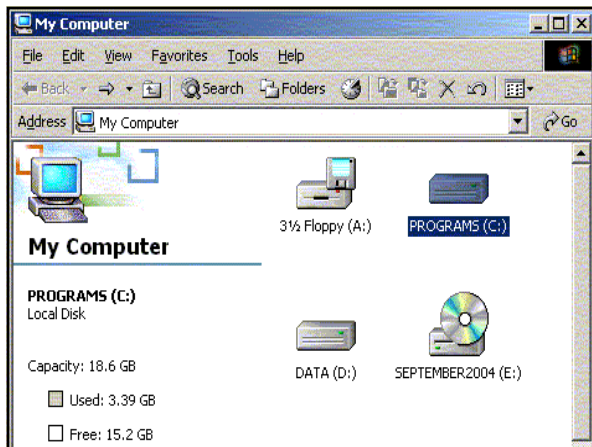 My Computer
File Edit View Favorites Tools Help
Back Search Folders
Address My Computer Go
3½ Floppy (A:) PROGRAMS (C:)
My Computer
PROGRAMS (C:)
Local Disk
Capacity: 18.6 GB
DATA (D:) SEPTEMBER2004 (E:)
Used: 3.39 GB
Free: 15.2 GB